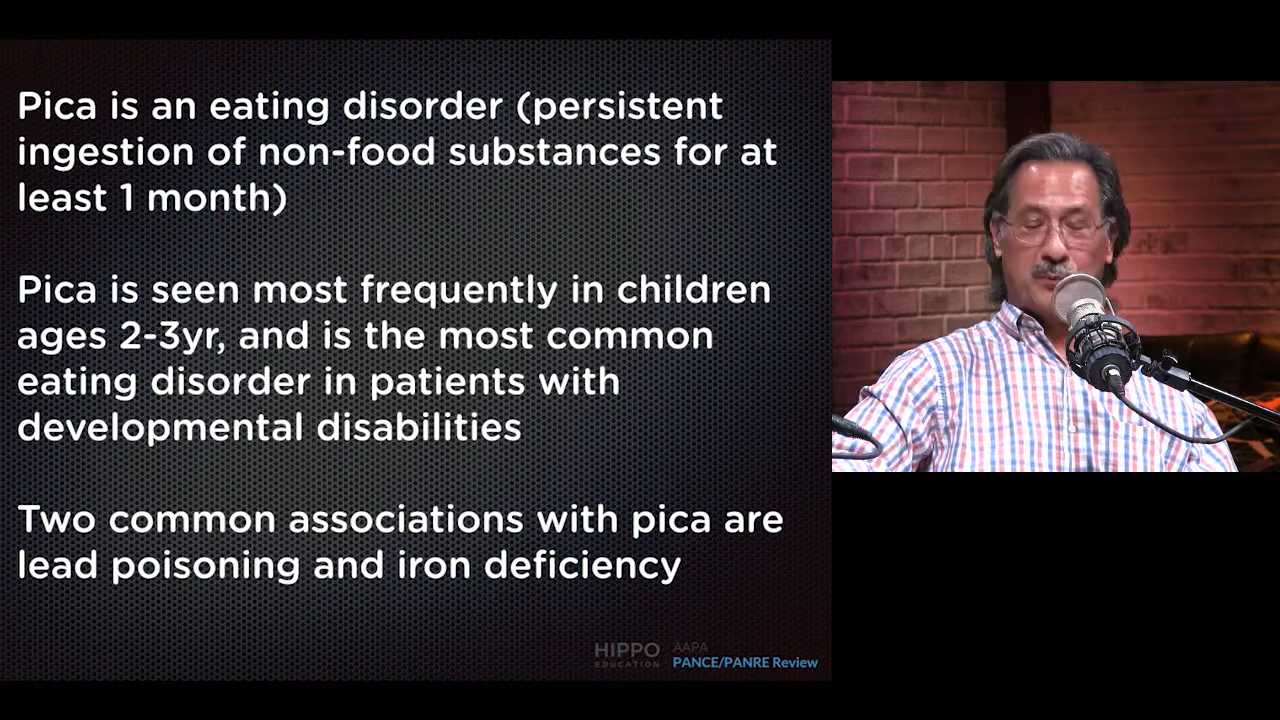 Pica is an eating disorder (persistent
ingestion of non-food substances for at
least 1 month)
Pica is seen most frequently in children
ages 2-3yr, and is the most common
eating disorder in patients with
developmental disabilities
Two common associations with pica are
lead poisoning and iron deficiency
HIPPO
EDUCATION
AAPA
PANCE/PANRE Review